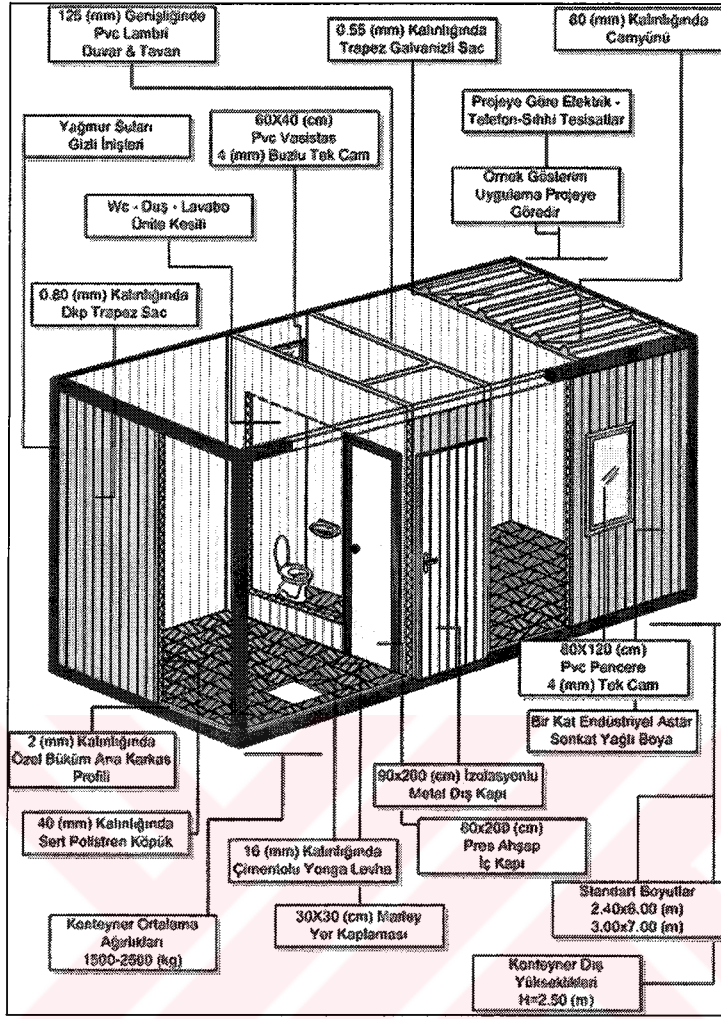 125 (mm) Genişliğinde
Pvc Lambri
Duvar & Tavan
0.55 (mm) Kalınlığında
Trapez Galvanizli Sac
80 (mm) Kalınlığında
Camyünü
Yağmur Suları
Gizli İnişleri
60X40 (cm)
Pvc Vasistas
4 (mm) Buzlu Tek Cam
Projeye Göre Elektrik -
Telefon-Sıhhi Tesisatlar
Wc - Duş - Lavabo
Ünite Kesiti
Örnek Gösterim
Uygulama Projeye
Göredir
0.60 (mm) Kalınlığında
Dkp Trapez Sac
80X120 (cm)
Pvc Pencere
4 (mm) Tek Cam
Bir Kat Endüstriyel Astar
Sonkat Yağlı Boya
2 (mm) Kalınlığında
Özel Büküm Ana Karkas
Profili
90x200 (cm) İzolasyonlu
Metal Dış Kapı
40 (mm) Kalınlığında
Sert Polistren Köpük
16 (mm) Kalınlığında
Çimentolu Yonga Levha
80x200 (cm)
Pres Ahşap
İç Kapı
Konteyner Ortalama
Ağırlıkları
1500-2500 (kg)
30X30 (cm) Marley
Yer Kaplaması
Standart Boyutlar
2.40x6.00 (m)
3.00x7.00 (m)
Konteyner Dış
Yükseklikleri
H=2.50 (m)